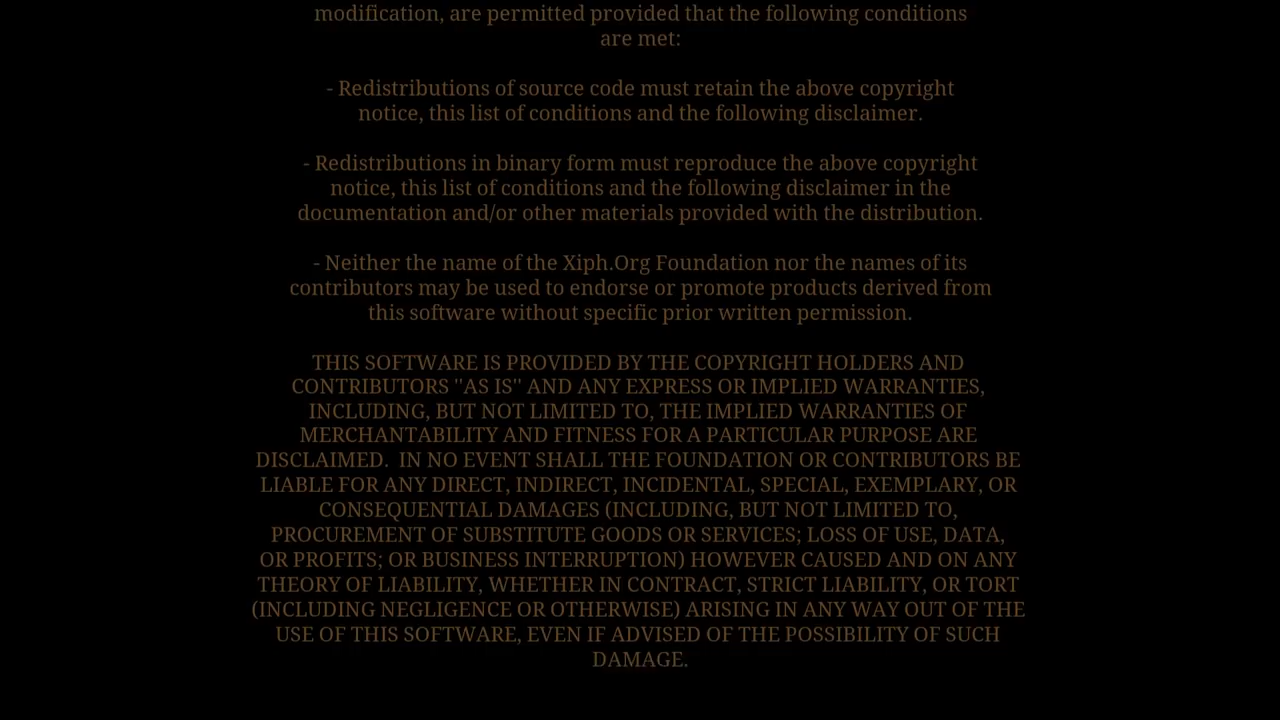 modification, are permitted provided that the following conditions
are met:
- Redistributions of source code must retain the above copyright
notice, this list of conditions and the following disclaimer.
- Redistributions in binary form must reproduce the above copyright
notice, this list of conditions and the following disclaimer in the
documentation and/or other materials provided with the distribution.
- Neither the name of the Xiph.Org Foundation nor the names of its
contributors may be used to endorse or promote products derived from
this software without specific prior written permission.
THIS SOFTWARE IS PROVIDED BY THE COPYRIGHT HOLDERS AND
CONTRIBUTORS ''AS IS'' AND ANY EXPRESS OR IMPLIED WARRANTIES,
INCLUDING, BUT NOT LIMITED TO, THE IMPLIED WARRANTIES OF
MERCHANTABILITY AND FITNESS FOR A PARTICULAR PURPOSE ARE
DISCLAIMED.  IN NO EVENT SHALL THE FOUNDATION OR CONTRIBUTORS BE
LIABLE FOR ANY DIRECT, INDIRECT, INCIDENTAL, SPECIAL, EXEMPLARY, OR
CONSEQUENTIAL DAMAGES (INCLUDING, BUT NOT LIMITED TO,
PROCUREMENT OF SUBSTITUTE GOODS OR SERVICES; LOSS OF USE, DATA,
OR PROFITS; OR BUSINESS INTERRUPTION) HOWEVER CAUSED AND ON ANY
THEORY OF LIABILITY, WHETHER IN CONTRACT, STRICT LIABILITY, OR TORT
(INCLUDING NEGLIGENCE OR OTHERWISE) ARISING IN ANY WAY OUT OF THE
USE OF THIS SOFTWARE, EVEN IF ADVISED OF THE POSSIBILITY OF SUCH
DAMAGE.